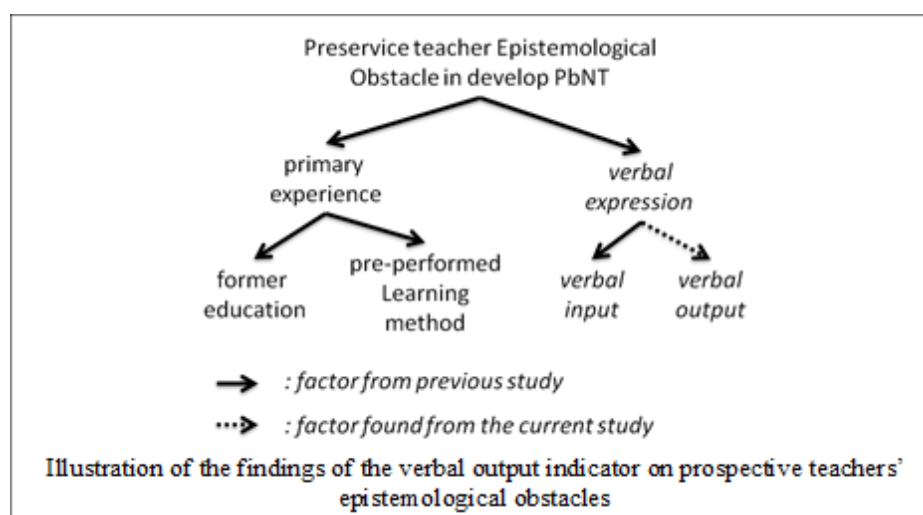 Preservice teacher Epistemological
Obstacle in develop PbNT
primary
experience
verbal
expression
former
education
pre-performed
Learning
method
verbal
input
verbal
output
: factor from previous study
: factor found from the current study
Illustration of the findings of the verbal output indicator on prospective teachers'
epistemological obstacles